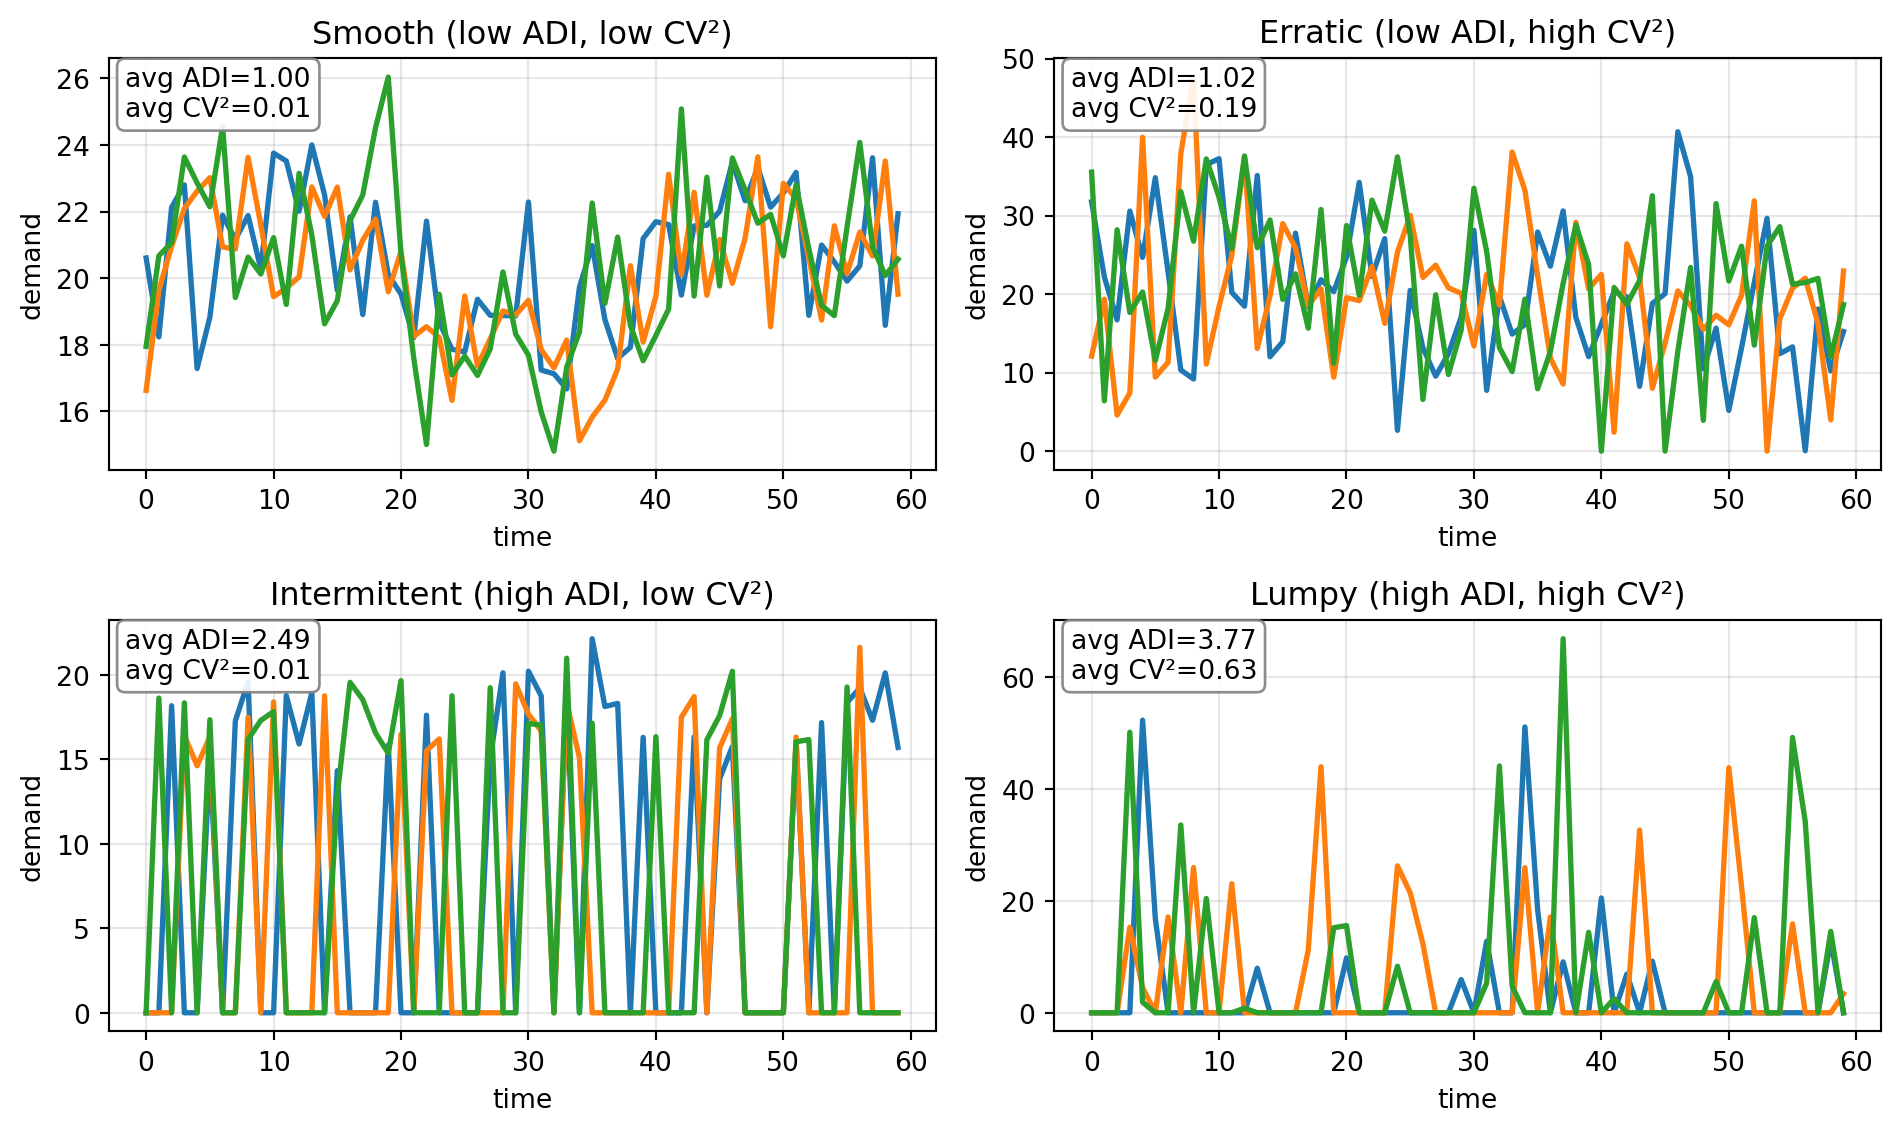 Smooth (low ADI, low CV²)
avg ADI=1.00
avg CV²=0.01
26
24
22
20
18
16
demand
0 10 20 30 40 50 60
time
Erratic (low ADI, high CV²)
avg ADI=1.02
avg CV²=0.19
50
40
30
20
10
0
demand
0 10 20 30 40 50 60
time
Intermittent (high ADI, low CV²)
avg ADI=2.49
avg CV²=0.01
20
15
10
5
0
demand
0 10 20 30 40 50 60
time
Lumpy (high ADI, high CV²)
avg ADI=3.77
avg CV²=0.63
60
40
20
0
demand
0 10 20 30 40 50 60
time